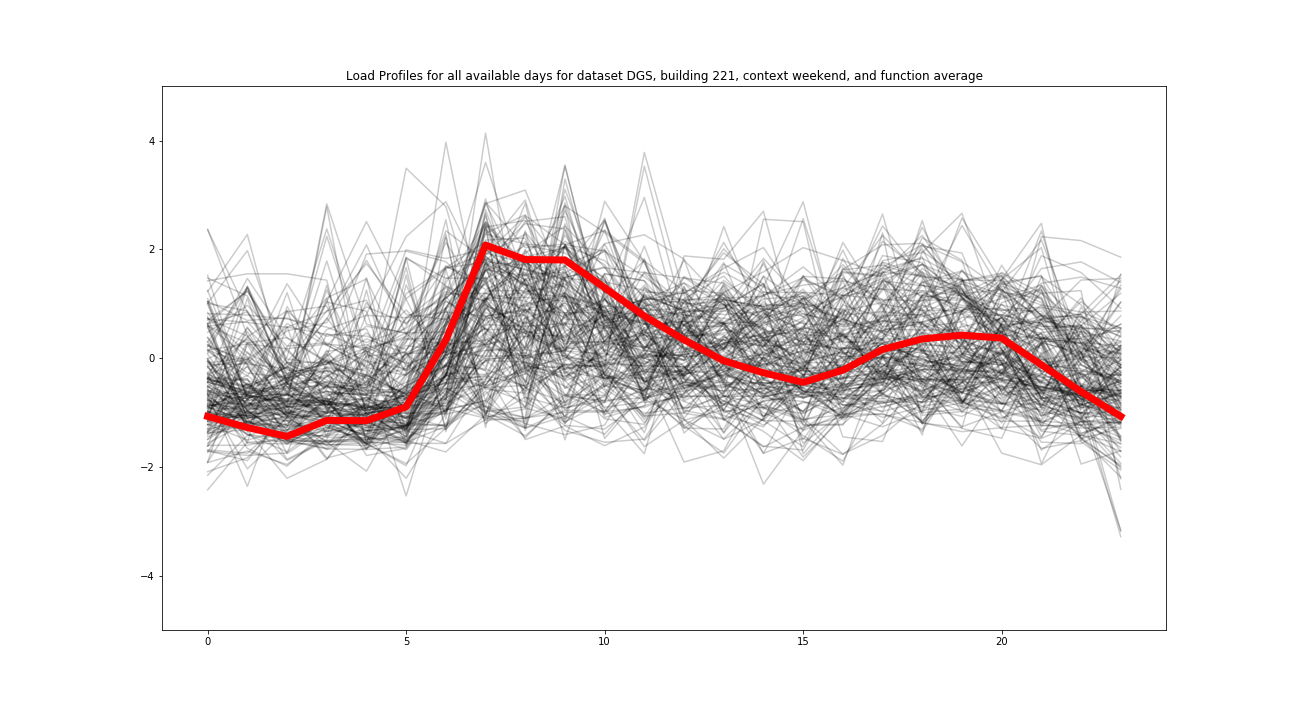 Load Profiles for all available days for dataset DGS, building 221, context weekend, and function average
4
2
0
−2
−4
0 5 10 15 20